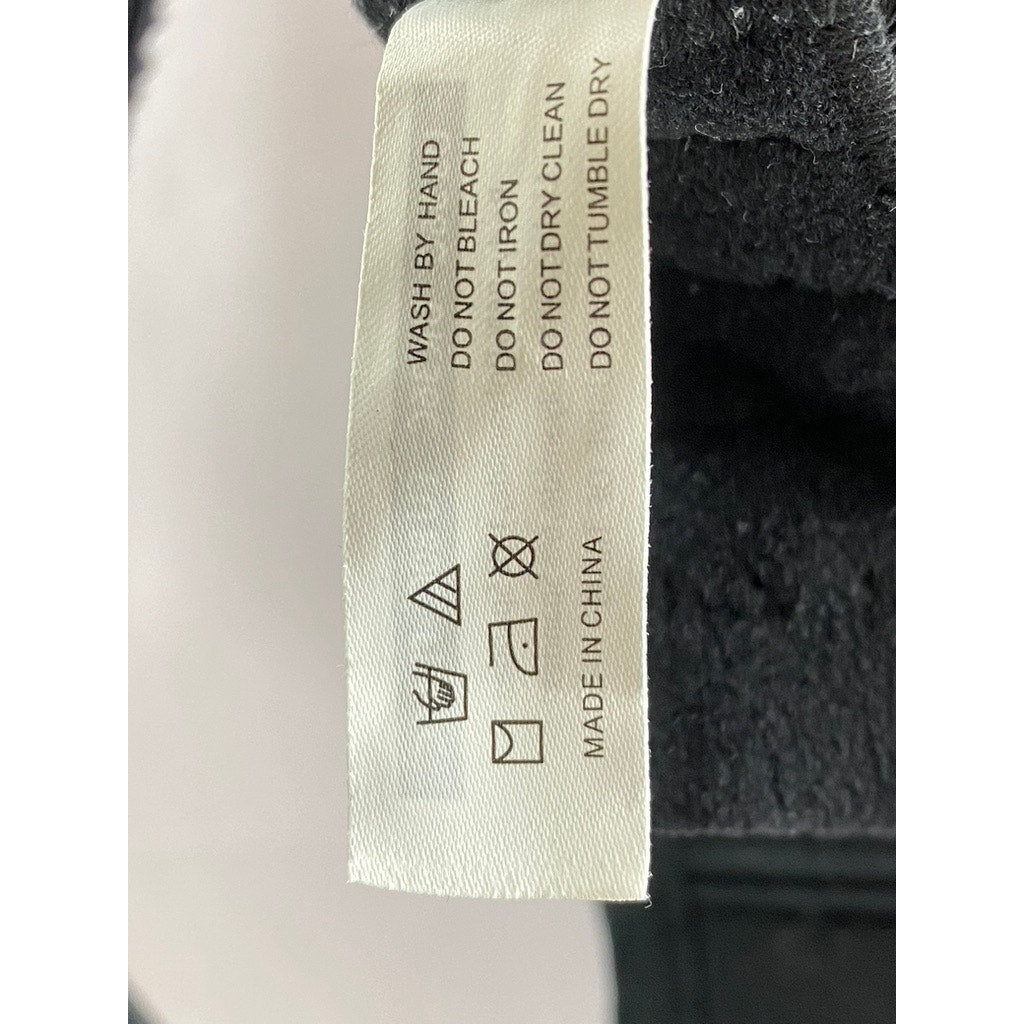 WASH BY HAND
DO NOT BLEACH
DO NOT IRON
DO NOT DRY CLEAN
DO NOT TUMBLE DRY
MADE IN CHINA